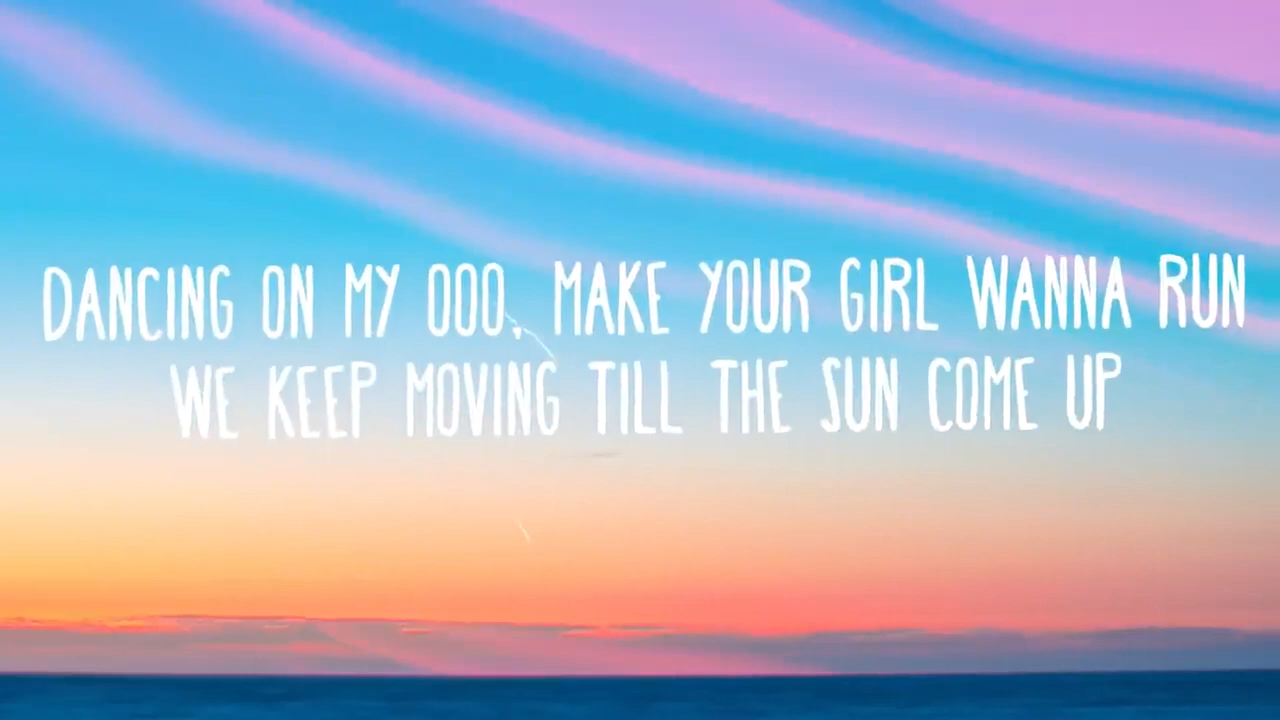 DANCING ON MY OOO, MAKE YOUR GIRL WANNA RUN
WE KEEP MOVING TILL THE SUN COME UP